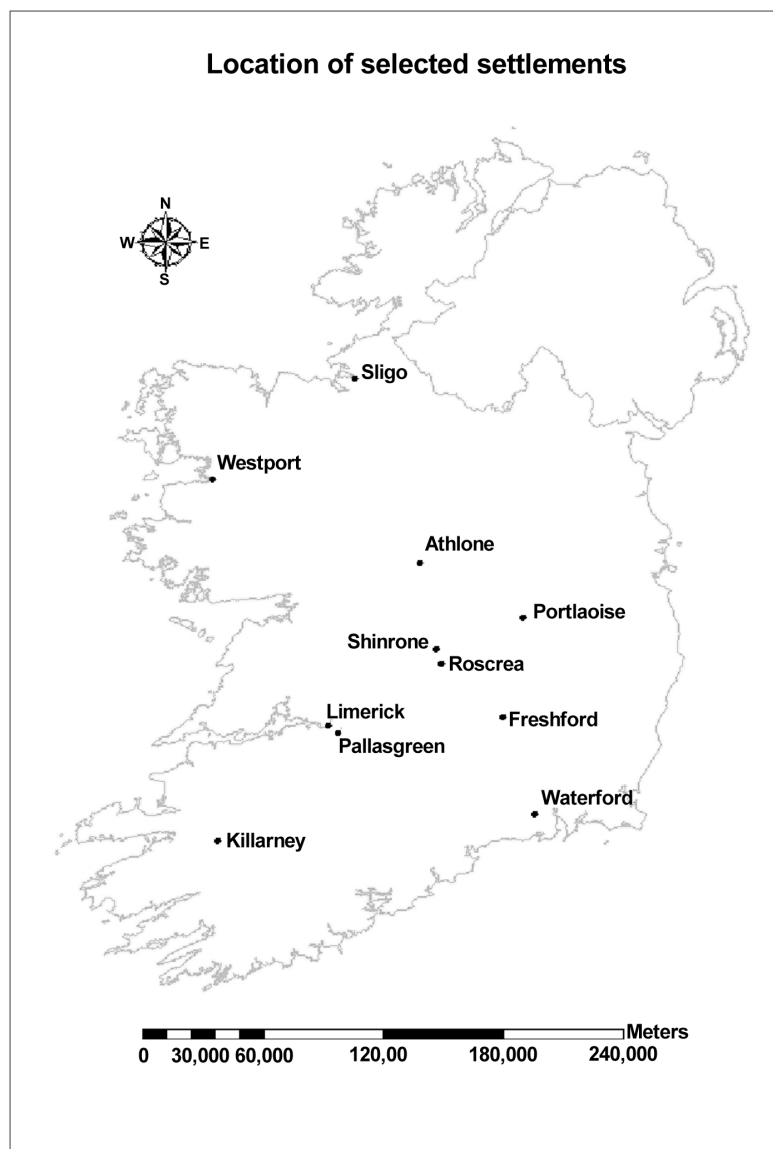 Location of selected settlements
N
W E
S
Sligo
Westport
Athlone
Portlaoise
Shinrone
Roscrea
Limerick
Freshford
Pallasgreen
Waterford
Killarney
Meters
0 30,000 60,000 120,00 180,000 240,000